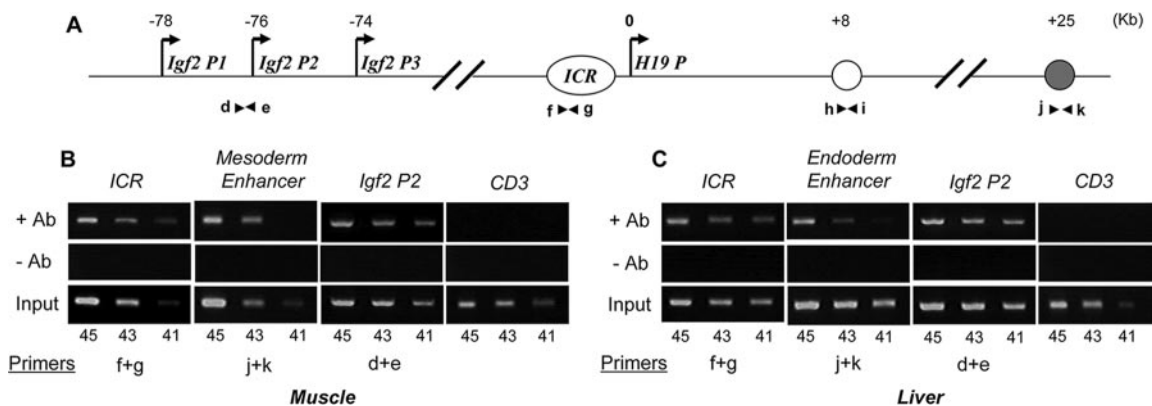 A
-78 -76 -74 0 +8 +25 (Kb)
Igf2 P1 Igf2 P2 Igf2 P3 ICR H19 P
d e f g h i j k
B
ICR Mesoderm Enhancer Igf2 P2 CD3
+ Ab
- Ab
Input
45 43 41 45 43 41 45 43 41 45 43 41
Primers f+g j+k d+e
Muscle
C
ICR Endoderm Enhancer Igf2 P2 CD3
+ Ab
- Ab
Input
45 43 41 45 43 41 45 43 41 45 43 41
Primers f+g j+k d+e
Liver